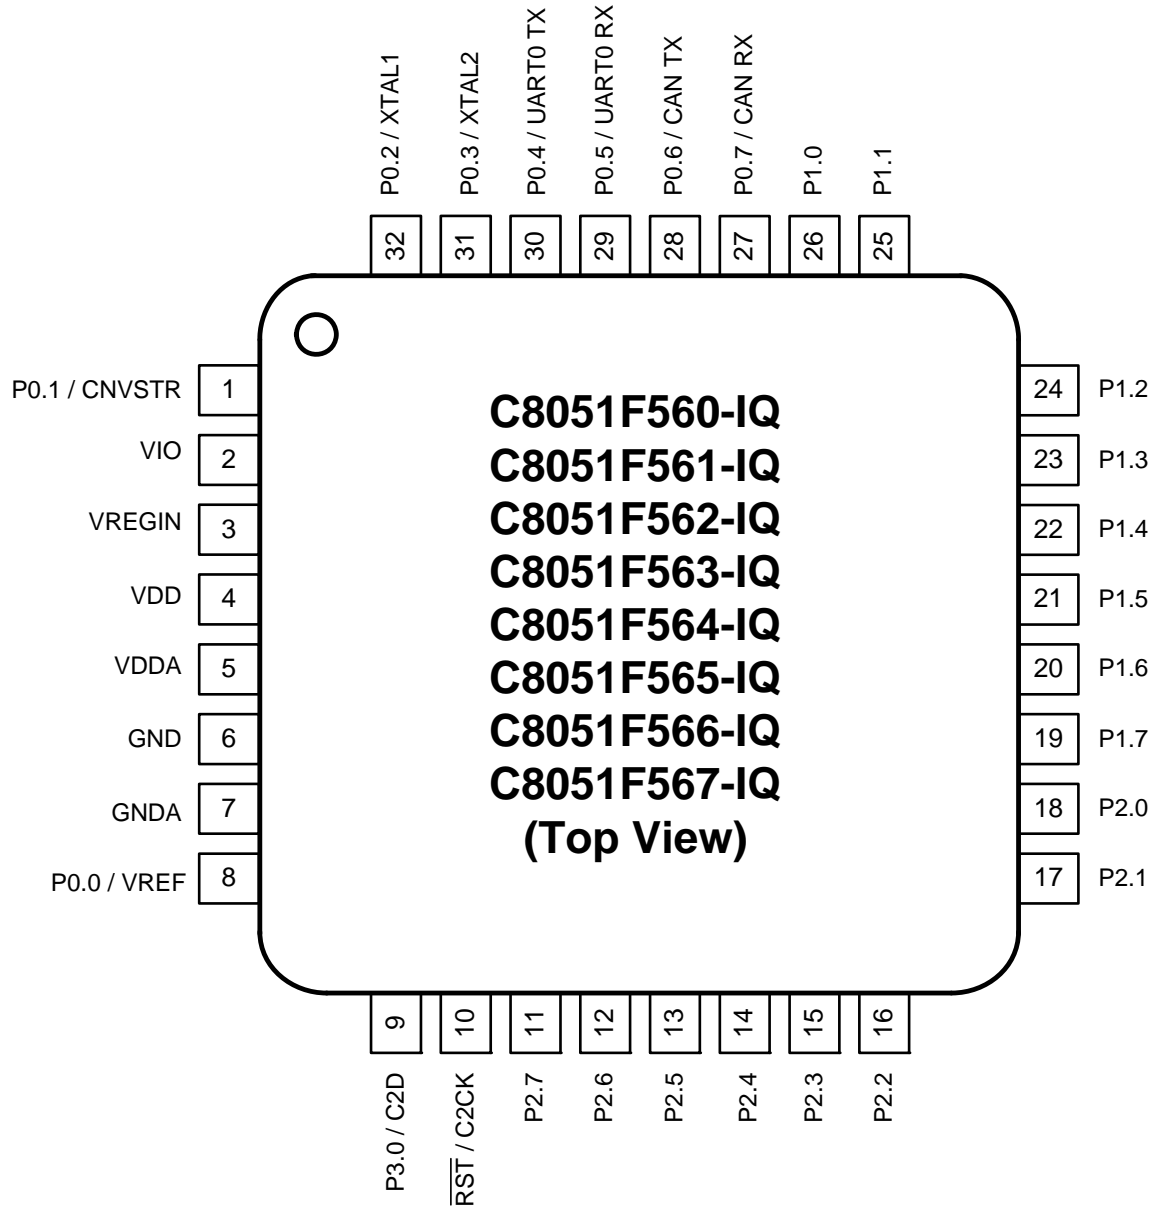 P0.2 / XTAL1
P0.3 / XTAL2
P0.4 / UART0 TX
P0.5 / UART0 RX
P0.6 / CAN TX
P0.7 / CAN RX
P1.0
P1.1
32
31
30
29
28
27
26
25
P0.1 / CNVSTR
1
VIO
2
VREGIN
3
VDD
4
VDDA
5
GND
6
GNDA
7
P0.0 / VREF
8
C8051F560-IQ
C8051F561-IQ
C8051F562-IQ
C8051F563-IQ
C8051F564-IQ
C8051F565-IQ
C8051F566-IQ
C8051F567-IQ
(Top View)
24
P1.2
23
P1.3
22
P1.4
21
P1.5
20
P1.6
19
P1.7
18
P2.0
17
P2.1
9
10
11
12
13
14
15
16
P3.0 / C2D
RST / C2CK
P2.7
P2.6
P2.5
P2.4
P2.3
P2.2